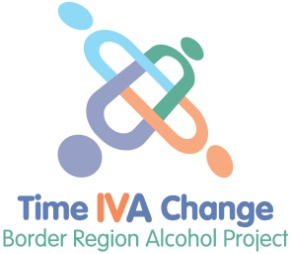 Time IVA Change
Border Region Alcohol Project